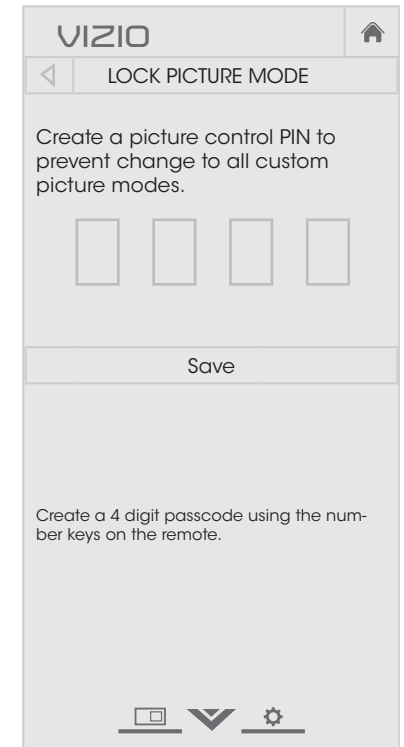 VIZIO
LOCK PICTURE MODE
Create a picture control PIN to
prevent change to all custom
picture modes.
Save
Create a 4 digit passcode using the num-
ber keys on the remote.